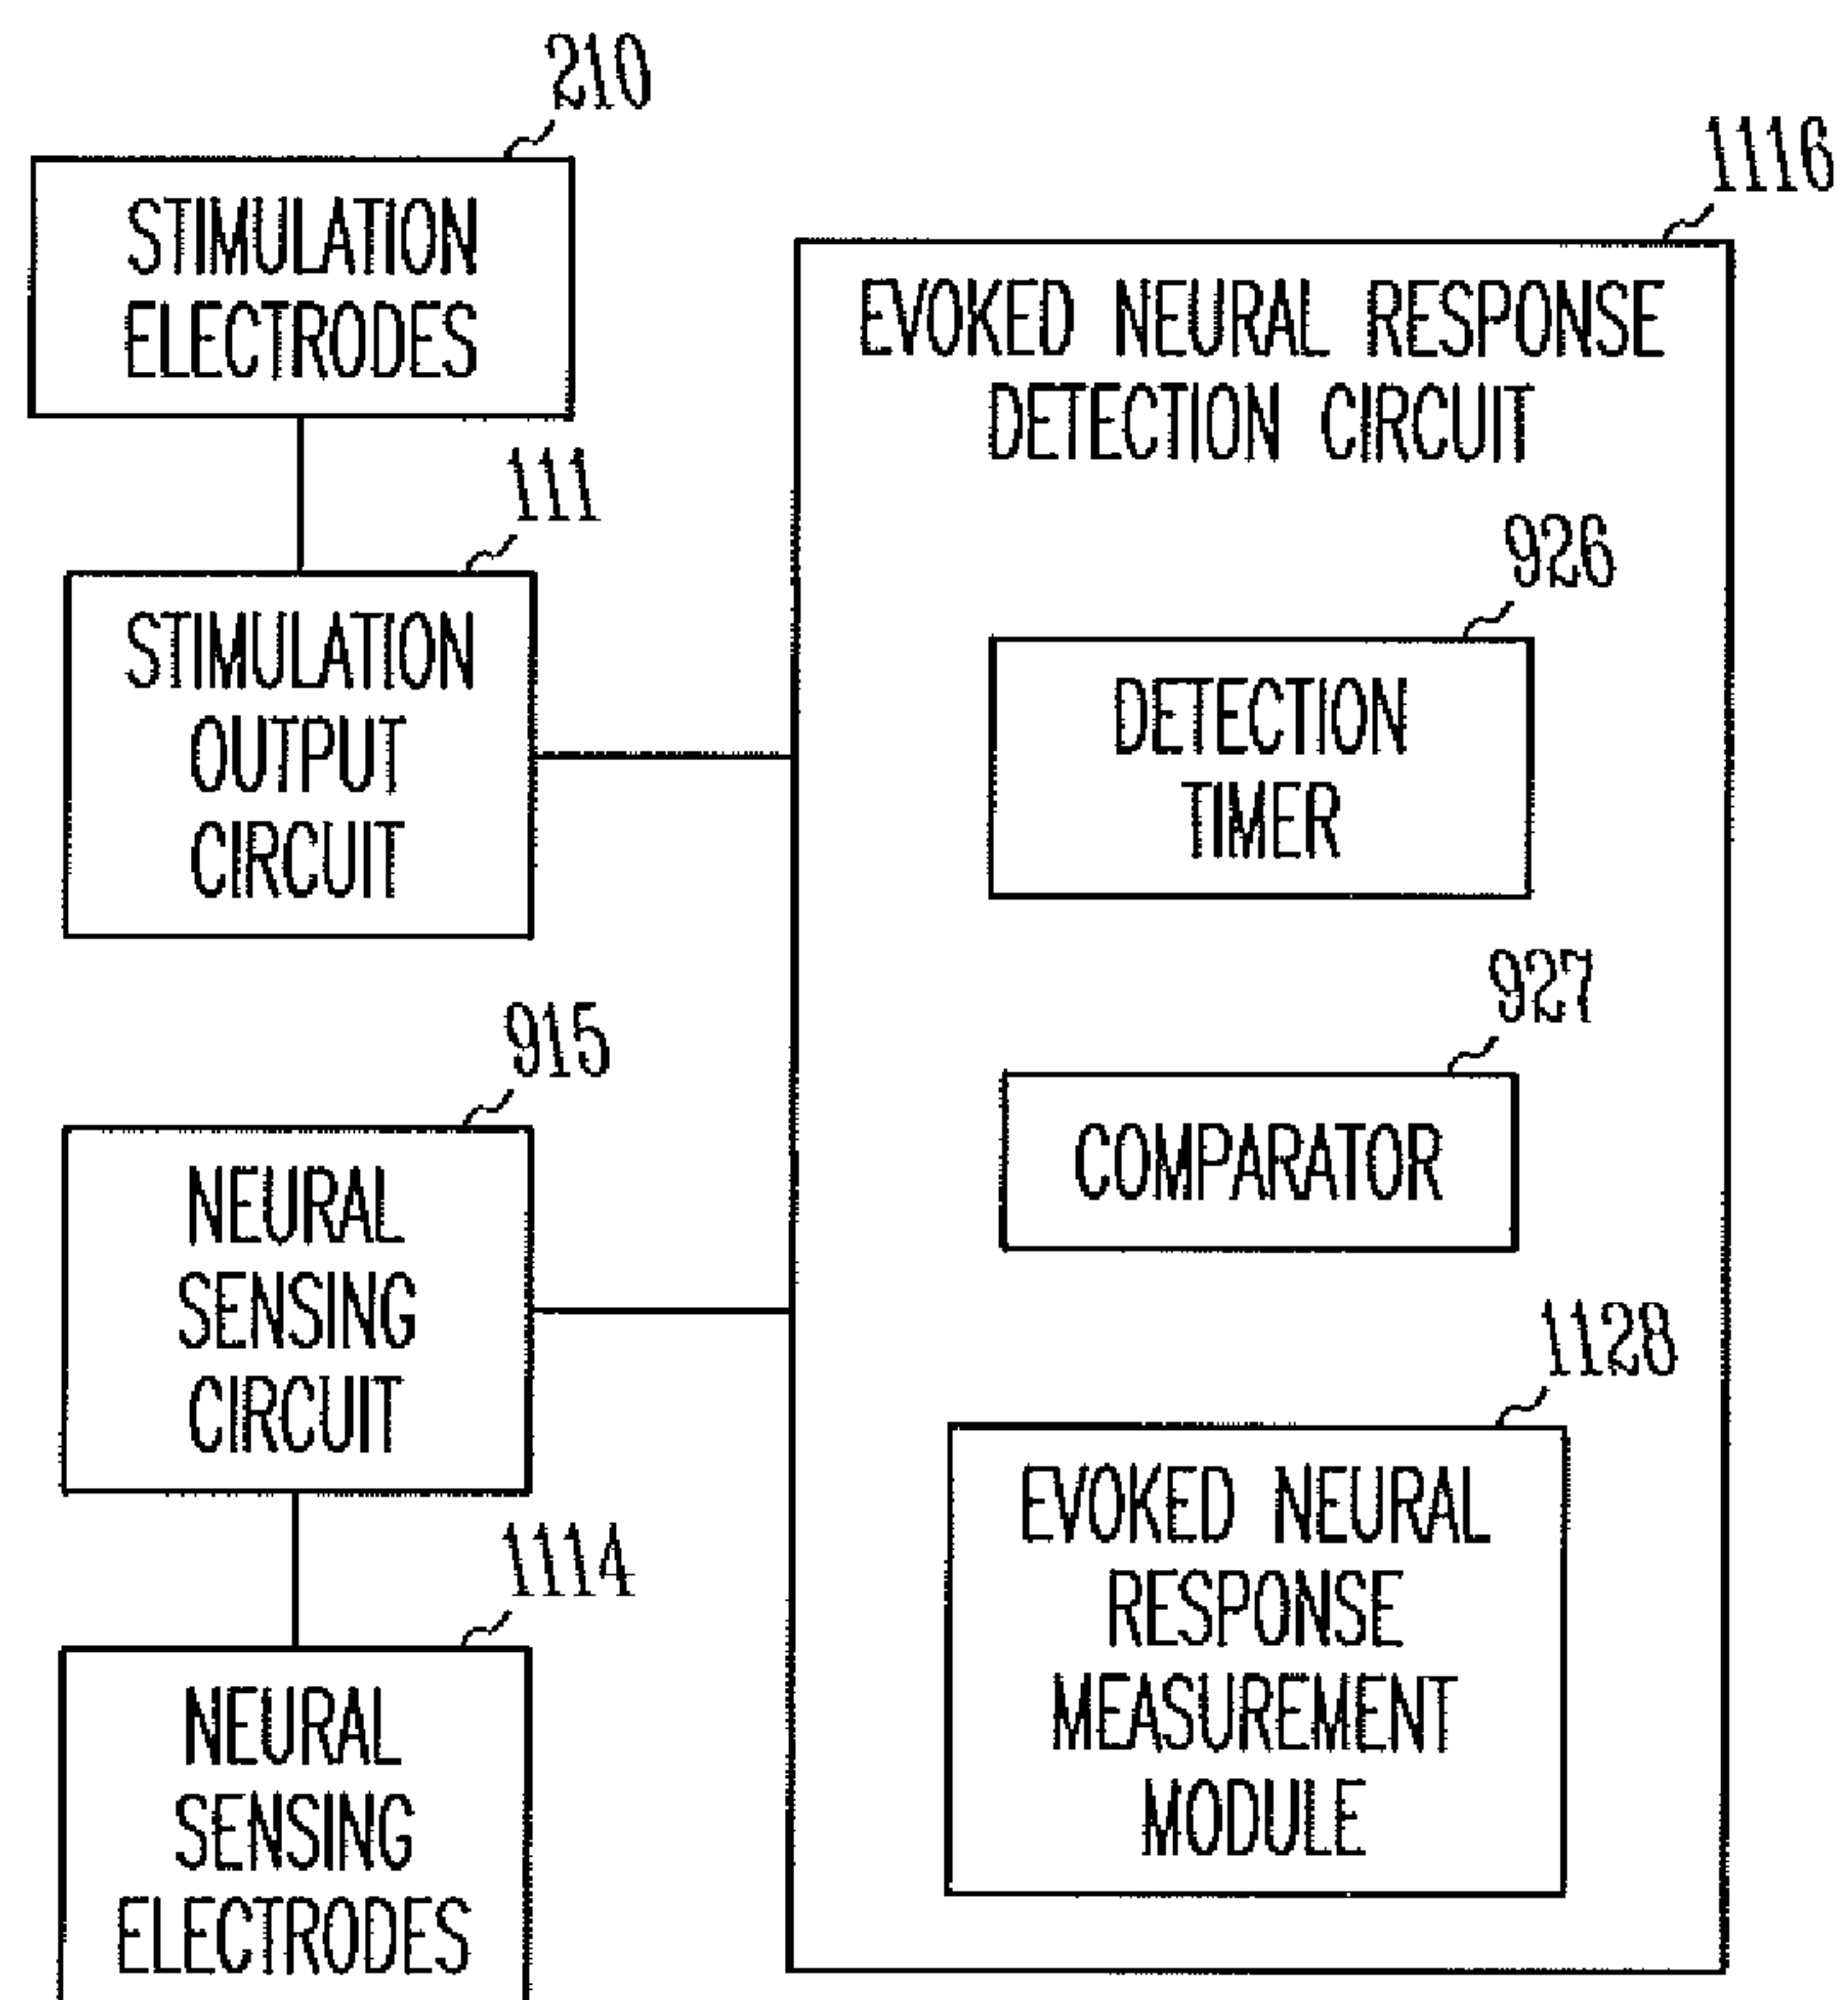 210
STIMULATION
ELECTRODES
111
STIMULATION
OUTPUT
CIRCUIT
915
NEURAL
SENSING
CIRCUIT
1114
NEURAL
SENSING
ELECTRODES
1116
EVOKED NEURAL RESPONSE
DETECTION CIRCUIT
926
DETECTION
TIMER
927
COMPARATOR
1128
EVOKED NEURAL
RESPONSE
MEASUREMENT
MODULE